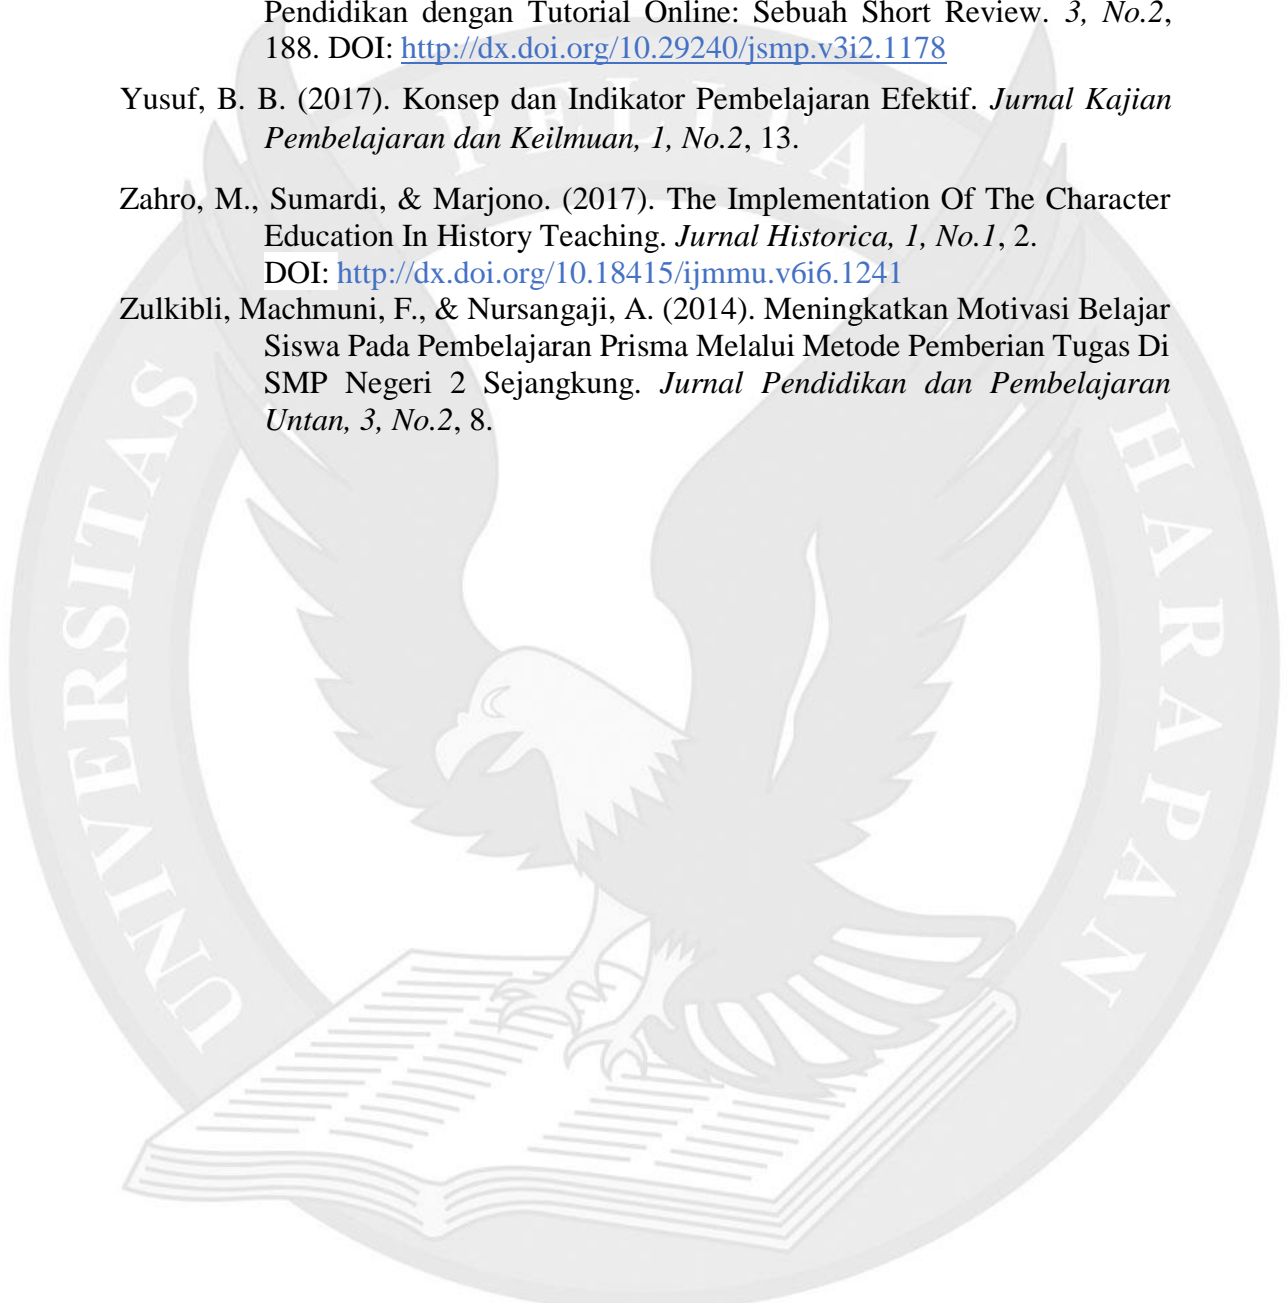 Pendidikan dengan Tutorial Online: Sebuah Short Review. 3, No.2,
188. DOI: http://dx.doi.org/10.29240/jsmp.v3i2.1178
Yusuf, B. B. (2017). Konsep dan Indikator Pembelajaran Efektif. Jurnal Kajian
Pembelajaran dan Keilmuan, 1, No.2, 13.
Zahro, M., Sumardi, & Marjono. (2017). The Implementation Of The Character
Education In History Teaching. Jurnal Historica, 1, No.1, 2.
DOI: http://dx.doi.org/10.18415/ijmmu.v6i6.1241
Zulkibli, Machmuni, F., & Nursangaji, A. (2014). Meningkatkan Motivasi Belajar
Siswa Pada Pembelajaran Prisma Melalui Metode Pemberian Tugas Di
SMP Negeri 2 Sejangkung. Jurnal Pendidikan dan Pembelajaran
Untan, 3, No.2, 8.
UNIVERSITAS PELITA HARAPAN